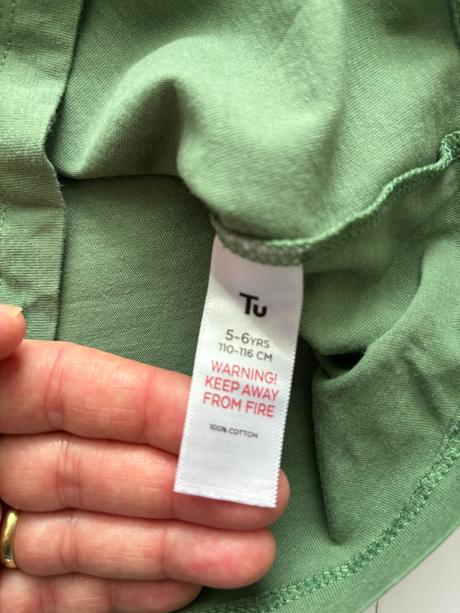 Tu
5-6YRS
110-116 CM
WARNING!
KEEP AWAY
FROM FIRE
100% COTTON